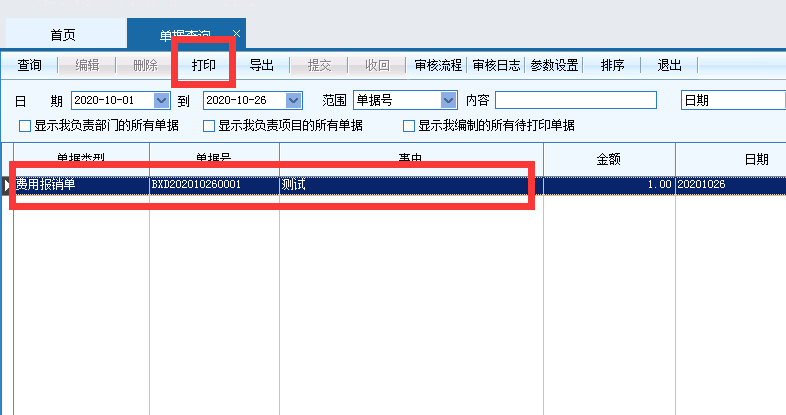 首页 单据查询 ×
查询 编辑 删除 打印 导出 提交 收回 审核流程 审核日志 参数设置 排序 退出
日 期 2020-10-01 到 2020-10-26 范围 单据号 内容 日期
显示我负责部门的所有单据 显示我负责项目的所有单据 显示我编制的所有待打印单据
单据类型 单据号 事由 金额 日期
费用报销单 BXD202010260001 测试 1.00 20201026